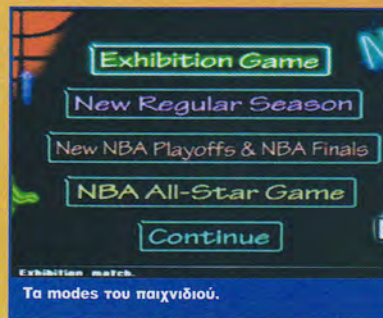 Exhibition Game
New Regular Season
New NBA Playoffs & NBA Finals
NBA All-Star Game
Continue
Exhibition match.
Τα modes του παιχνιδιού.